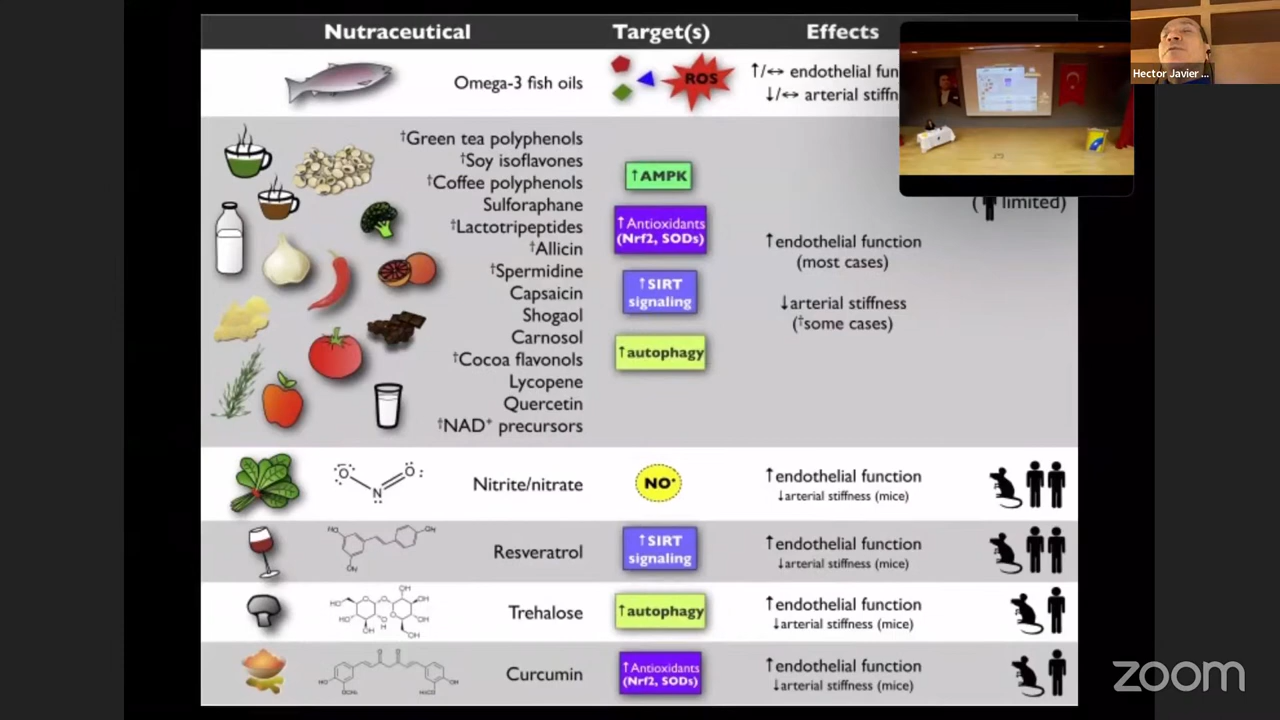 Nutraceutical Target(s) Effects
Hector Javier ...
Omega-3 fish oils ROS ↑/↔ endothelial fun
↓/↔ arterial stiffn
†Green tea polyphenols
†Soy isoflavones
†Coffee polyphenols
Sulforaphane
†Lactotripeptides
†Allicin
†Spermidine
Capsaicin
Shogaol
Carnosol
†Cocoa flavonols
Lycopene
Quercetin
†NAD+ precursors
↑AMPK
↑Antioxidants
(Nrf2, SODs)
↑SIRT
signaling
↑autophagy
↑endothelial function
(most cases)
↓arterial stiffness
(†some cases)
( limited)
O N O
Nitrite/nitrate NO• ↑endothelial function
↓arterial stiffness (mice)
HO OH OH
Resveratrol ↑SIRT
signaling
↑endothelial function
↓arterial stiffness (mice)
Trehalose ↑autophagy ↑endothelial function
↓arterial stiffness (mice)
Curcumin ↑Antioxidants
(Nrf2, SODs)
↑endothelial function
↓arterial stiffness (mice)
zoom